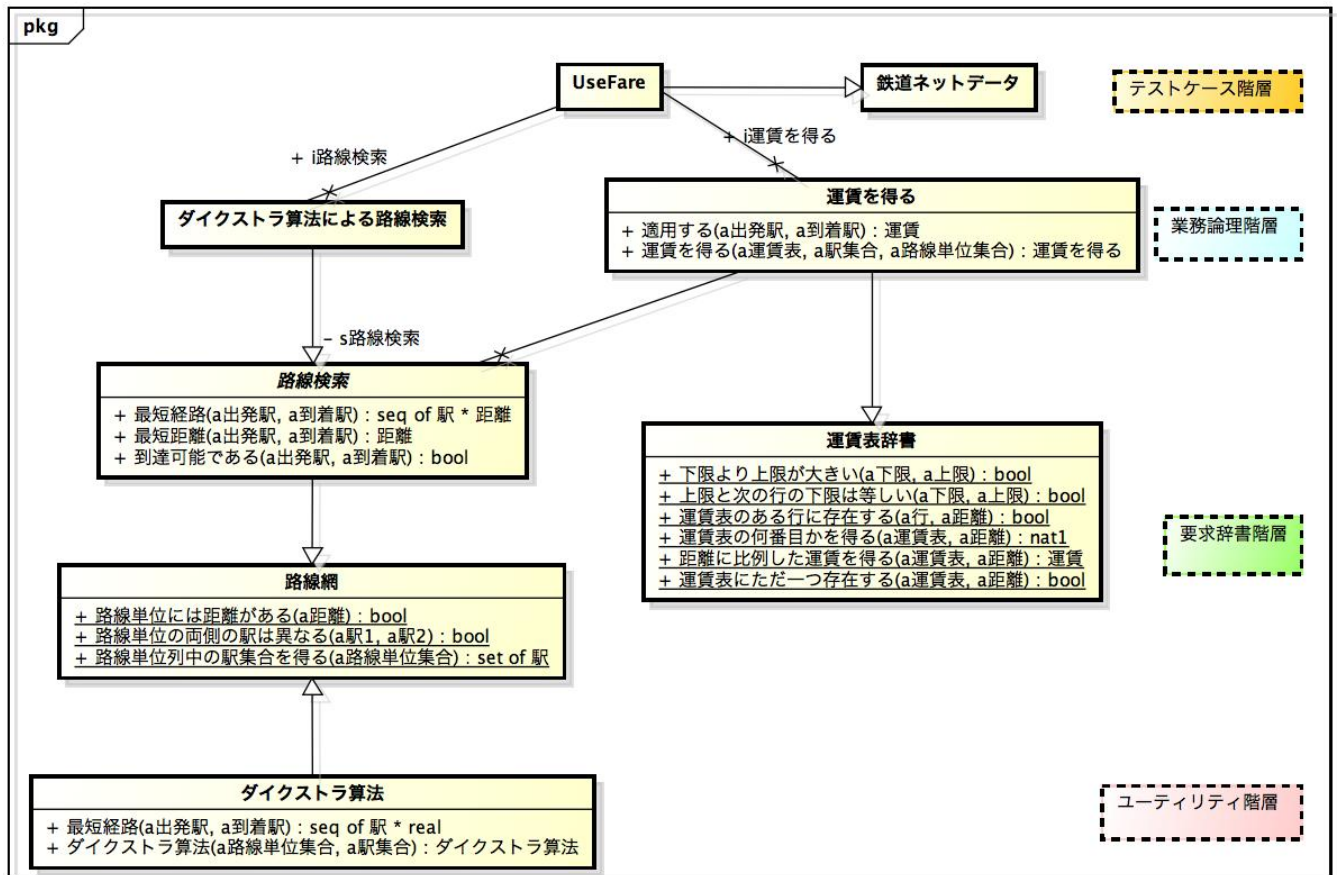 pkg
UseFare
鉄道ネットデータ
テストケース階層
+ i路線検索
+ i運賃を得る
ダイクストラ算法による路線検索
運賃を得る
+ 適用する(a出発駅, a到着駅) : 運賃
+ 運賃を得る(a運賃表, a駅集合, a路線単位集合) : 運賃を得る
業務論理階層
- s路線検索
路線検索
+ 最短経路(a出発駅, a到着駅) : seq of 駅 * 距離
+ 最短距離(a出発駅, a到着駅) : 距離
+ 到達可能である(a出発駅, a到着駅) : bool
運賃表辞書
+ 下限より上限が大きい(a下限, a上限) : bool
+ 上限と次の行の下限は等しい(a下限, a上限) : bool
+ 運賃表のある行に存在する(a行, a距離) : bool
+ 運賃表の何番目かを得る(a運賃表, a距離) : nat1
+ 距離に比例した運賃を得る(a運賃表, a距離) : 運賃
+ 運賃表にただ一つ存在する(a運賃表, a距離) : bool
要求辞書階層
路線網
+ 路線単位には距離がある(a距離) : bool
+ 路線単位の両側の駅は異なる(a駅1, a駅2) : bool
+ 路線単位列中の駅集合を得る(a路線単位集合) : set of 駅
ダイクストラ算法
+ 最短経路(a出発駅, a到着駅) : seq of 駅 * real
+ ダイクストラ算法(a路線単位集合, a駅集合) : ダイクストラ算法
ユーティリティ階層